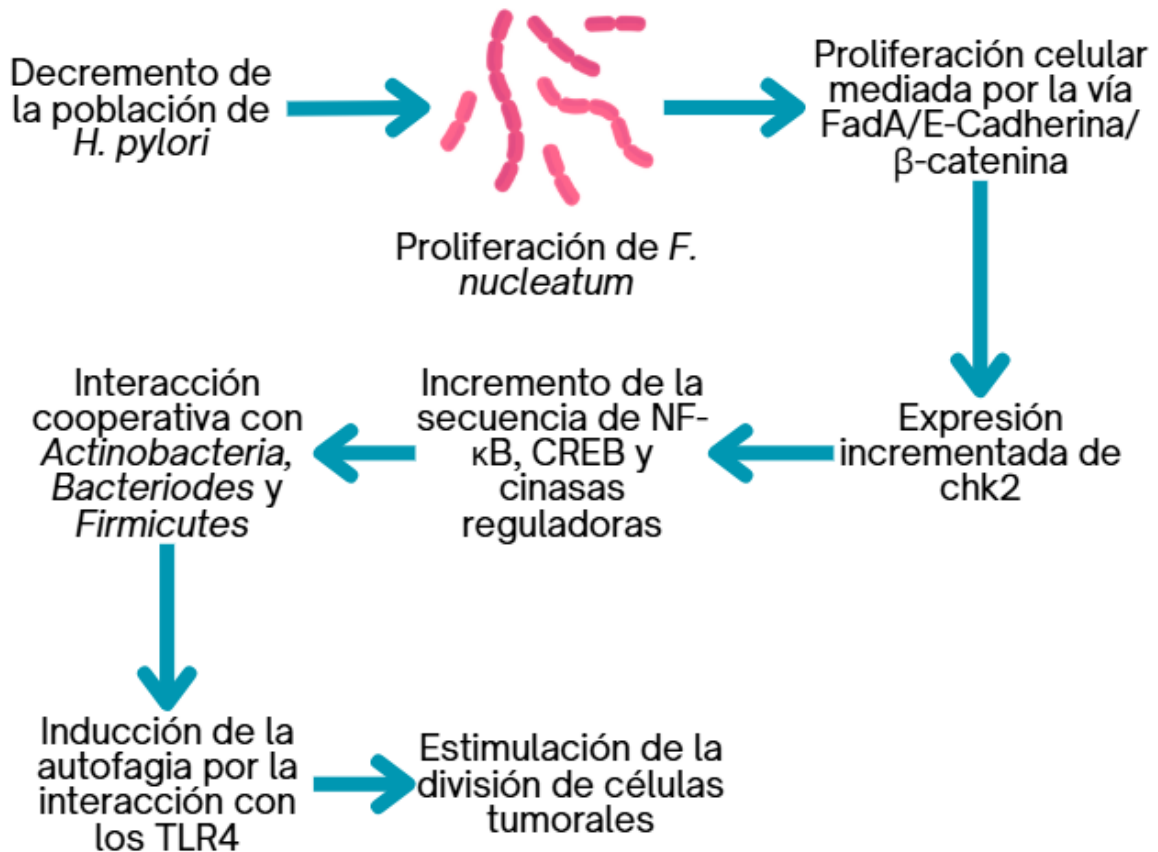 Decremento de
la población de
H. pylori
Proliferación de F.
nucleatum
Proliferación celular
mediada por la vía
FadA/E-Cadherina/
β-catenina
Expresión
incrementada de
chk2
Incremento de la
secuencia de NF-
κB, CREB y
cinasas
reguladoras
Interacción
cooperativa con
Actinobacteria,
Bacteriodes y
Firmicutes
Inducción de la
autofagia por la
interacción con
los TLR4
Estimulación de la
división de células
tumorales